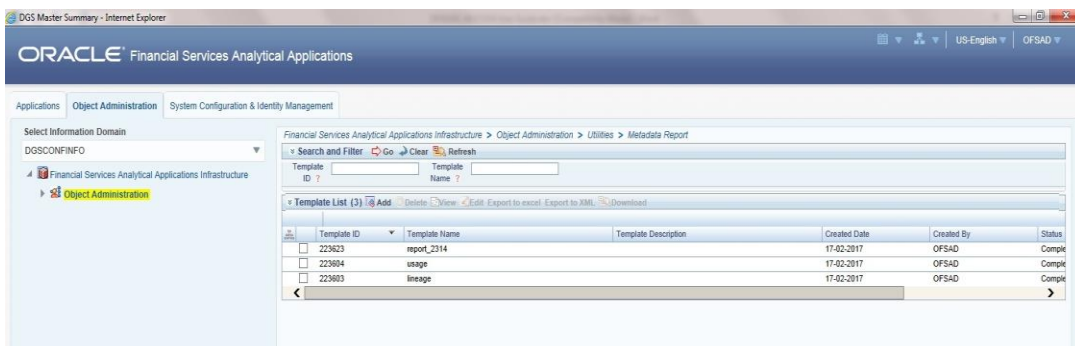 DGS Master Summary - Internet Explorer
ORACLE Financial Services Analytical Applications
US-English OFSAD
Applications Object Administration System Configuration & Identity Management
Select Information Domain
DGSCONFINFO
Financial Services Analytical Applications Infrastructure
Object Administration
Financial Services Analytical Applications Infrastructure > Object Administration > Utilities > Metadata Report
Search and Filter Go Clear Refresh
Template ID ? Template Name ?
Template List (3) Add Delete View Edit Export to excel Export to XML Download
Template ID Template Name Template Description Created Date Created By Status
223623 report_2314 17-02-2017 OFSAD Comple
223604 usage 17-02-2017 OFSAD Comple
223603 lineage 17-02-2017 OFSAD Comple